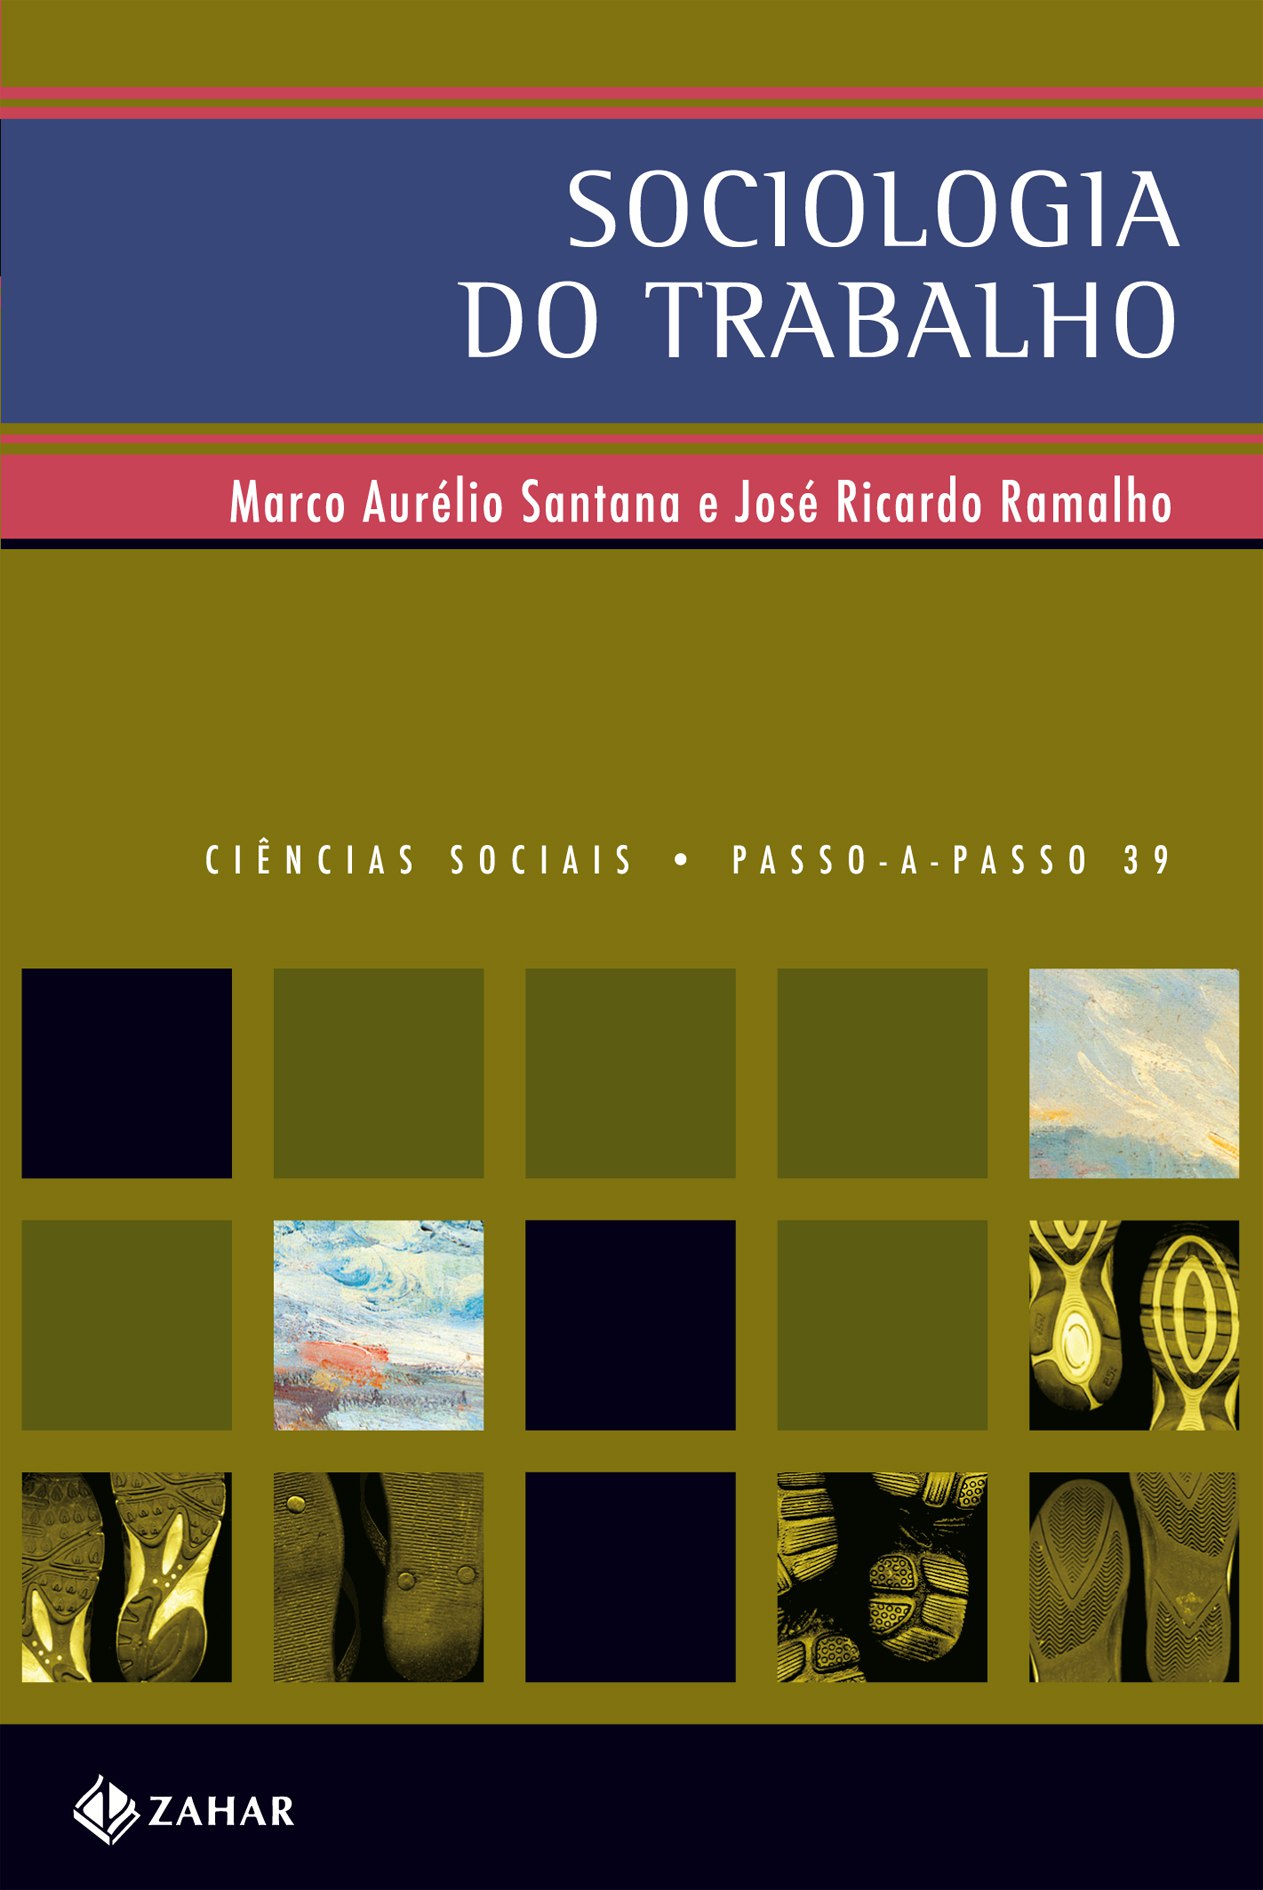 SOCIOLOGIA
DO TRABALHO
Marco Aurélio Santana e José Ricardo Ramalho
CIÊNCIAS SOCIAIS • PASSO-A-PASSO 39
ZAHAR